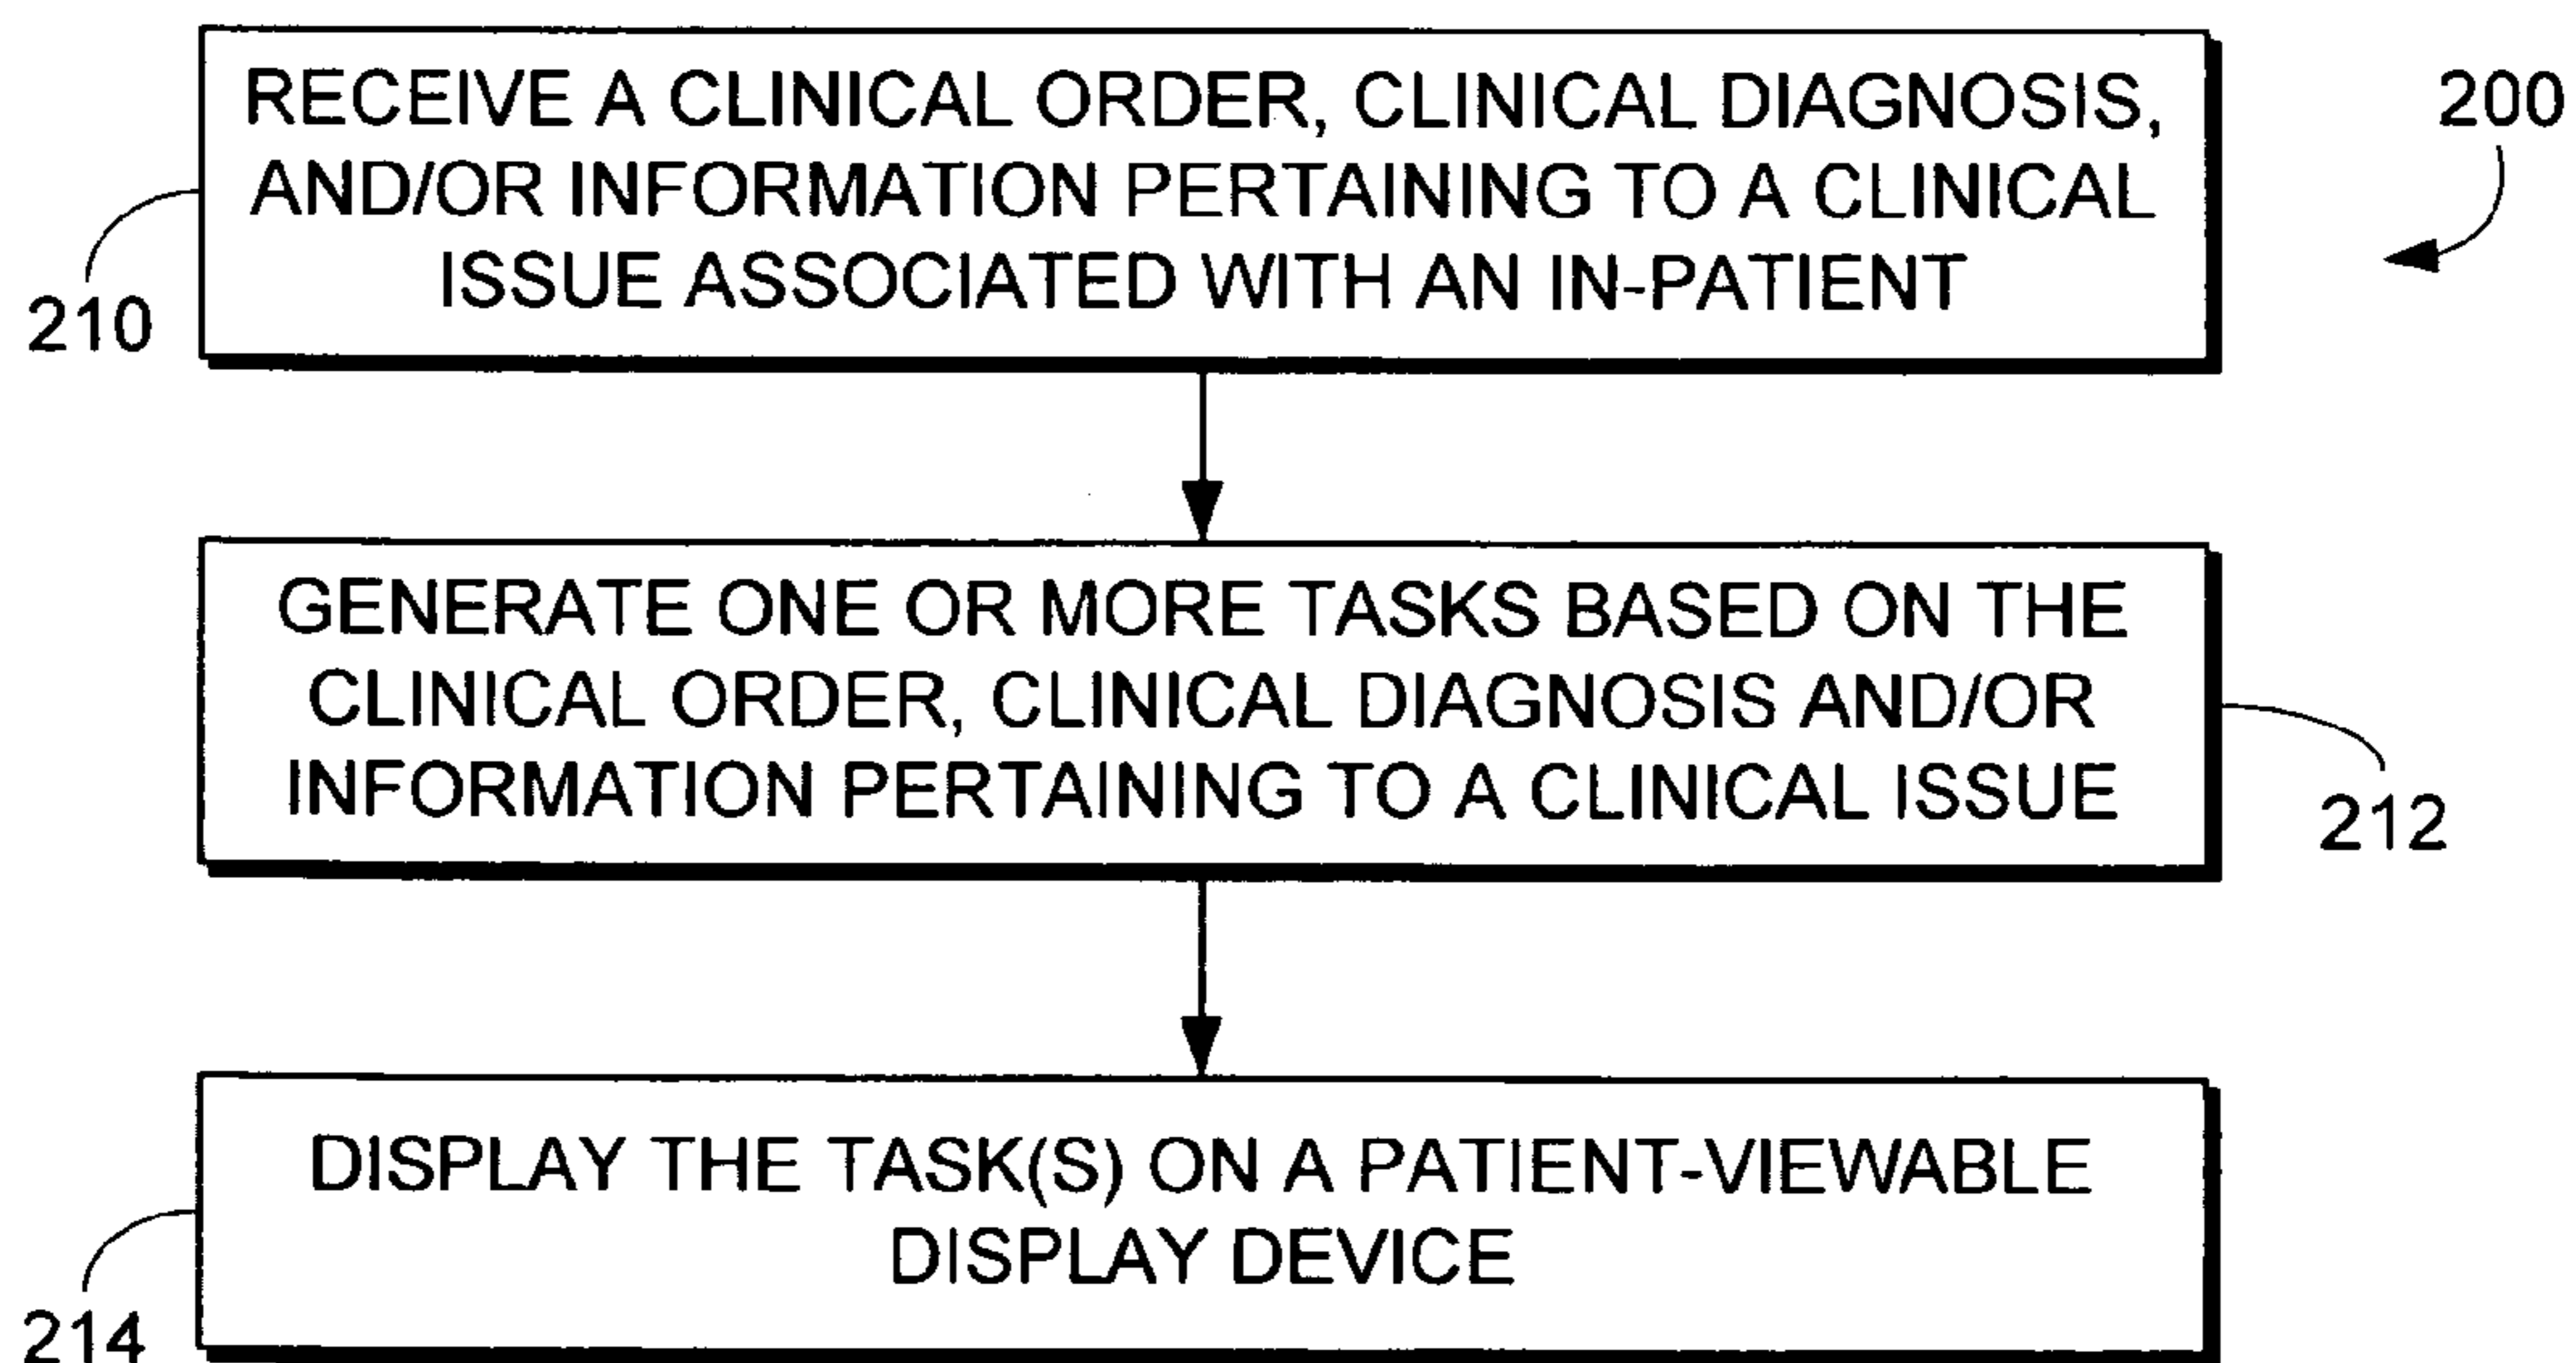 RECEIVE A CLINICAL ORDER, CLINICAL DIAGNOSIS,
AND/OR INFORMATION PERTAINING TO A CLINICAL
ISSUE ASSOCIATED WITH AN IN-PATIENT
200
210
GENERATE ONE OR MORE TASKS BASED ON THE
CLINICAL ORDER, CLINICAL DIAGNOSIS AND/OR
INFORMATION PERTAINING TO A CLINICAL ISSUE
212
DISPLAY THE TASK(S) ON A PATIENT-VIEWABLE
DISPLAY DEVICE
214